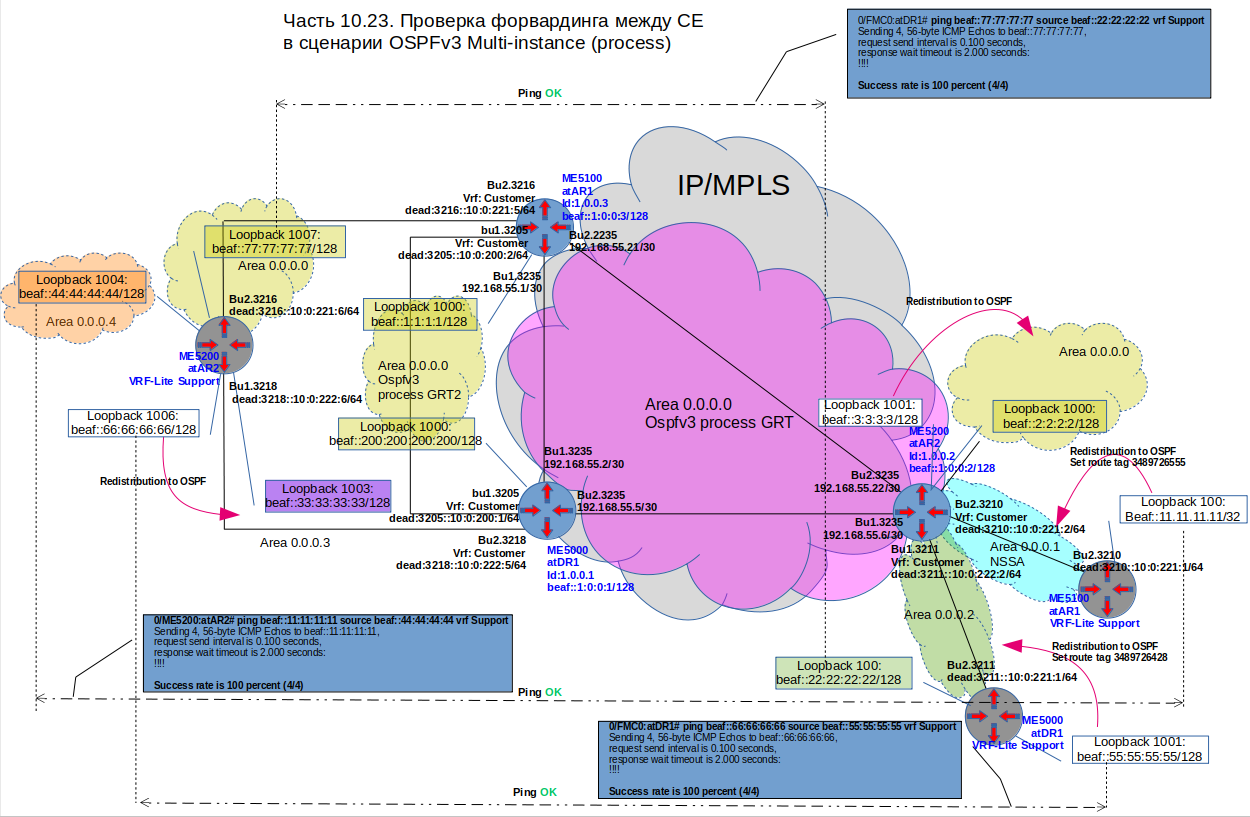 Часть 10.23. Проверка форвардинга между CE
в сценарии OSPFv3 Multi-instance (process)
0/FMC0:atDR1# ping beaf::77:77:77:77 source beaf::22:22:22:22 vrf Support
Sending 4, 56-byte ICMP Echos to beaf::77:77:77:77,
request send interval is 0.100 seconds,
response wait timeout is 2.000 seconds:
!!!!
Success rate is 100 percent (4/4)
Ping OK
IP/MPLS
ME5100
atAR1
Id:1.0.0.3
beaf::1:0:0:3/128
Bu2.3216
Vrf: Customer
dead:3216::10:0:221:5/64
bu1.3205
Vrf: Customer
dead:3205::10:0:200:2/64
Bu2.2235
192.168.55.21/30
Bu1.3235
192.168.55.1/30
Loopback 1007:
beaf::77:77:77:77/128
Area 0.0.0.0
Loopback 1004:
beaf::44:44:44:44/128
Area 0.0.0.4
Bu2.3216
dead:3216::10:0:221:6/64
ME5200
atAR2
VRF-Lite Support
Bu1.3218
dead:3218::10:0:222:6/64
Loopback 1006:
beaf::66:66:66:66/128
Redistribution to OSPF
Loopback 1003:
beaf::33:33:33:33/128
Area 0.0.0.3
Loopback 1000:
beaf::1:1:1:1/128
Area 0.0.0.0
Ospfv3
process GRT2
Loopback 1000:
beaf::200:200:200:200/128
Area 0.0.0.0
Ospfv3 process GRT
Bu1.3235
192.168.55.2/30
bu1.3205
Vrf: Customer
dead:3205::10:0:200:1/64
Bu2.3235
192.168.55.5/30
Bu2.3218
Vrf: Customer
dead:3218::10:0:222:5/64
ME5000
atDR1
Id:1.0.0.1
beaf::1:0:0:1/128
Redistribution to OSPF
Area 0.0.0.0
Loopback 1001:
beaf::3:3:3:3/128
Loopback 1000:
beaf::2:2:2:2/128
ME5200
atAR2
Id:1.0.0.2
beaf::1:0:0:2/128
Bu2.3235
192.168.55.22/30
Bu1.3235
192.168.55.6/30
Redistribution to OSPF
Set route tag 3489726555
Loopback 100:
Beaf::11.11.11.11/32
Bu2.3210
Vrf: Customer
dead:3210::10:0:221:2/64
Area 0.0.0.1
NSSA
Bu2.3210
dead:3210::10:0:221:1/64
Bu1.3211
Vrf: Customer
dead:3211::10:0:222:2/64
ME5100
atAR1
VRF-Lite Support
Area 0.0.0.2
Redistribution to OSPF
Set route tag 3489726428
Bu2.3211
dead:3211::10:0:221:1/64
Loopback 100:
beaf::22:22:22:22/128
ME5000
atDR1
VRF-Lite Support
Loopback 1001:
beaf::55:55:55:55/128
0/ME5200:atAR2# ping beaf::11:11:11:11 source beaf::44:44:44:44 vrf Support
Sending 4, 56-byte ICMP Echos to beaf::11:11:11:11,
request send interval is 0.100 seconds,
response wait timeout is 2.000 seconds:
!!!!
Success rate is 100 percent (4/4)
Ping OK
0/FMC0:atDR1# ping beaf::66:66:66:66 source beaf::55:55:55:55 vrf Support
Sending 4, 56-byte ICMP Echos to beaf::66:66:66:66,
request send interval is 0.100 seconds,
response wait timeout is 2.000 seconds:
!!!!
Success rate is 100 percent (4/4)
Ping OK